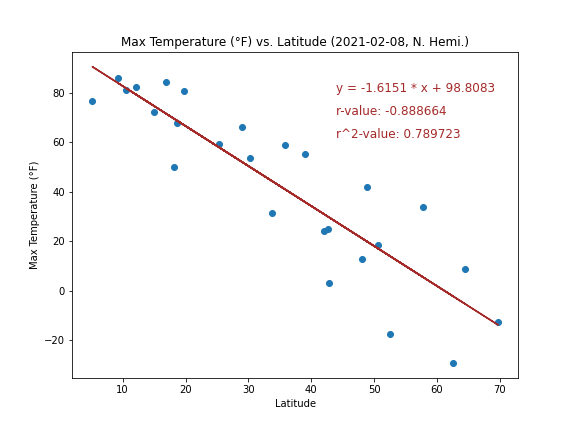 Max Temperature (°F) vs. Latitude (2021-02-08, N. Hemi.)
y = -1.6151 * x + 98.8083
r-value: -0.888664
r^2-value: 0.789723
Max Temperature (°F)
80
60
40
20
0
−20
10 20 30 40 50 60 70
Latitude